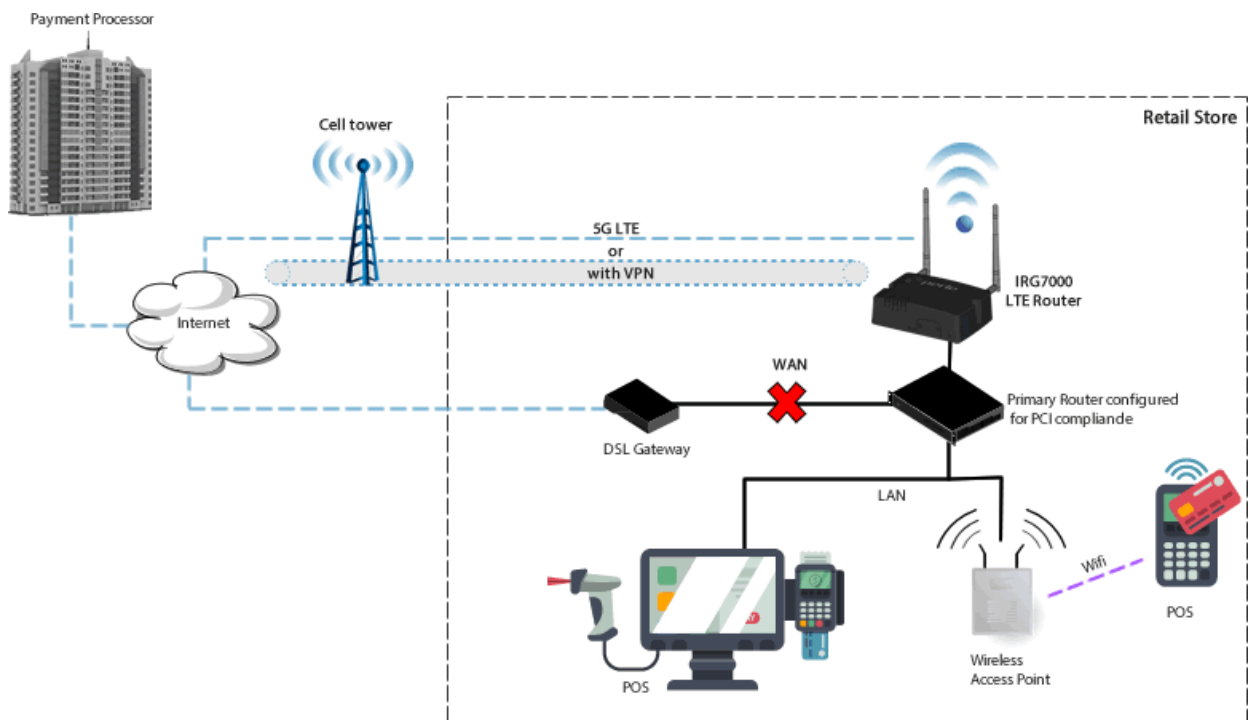 Payment Processor
Retail Store
Cell tower
5G LTE
or
with VPN
IRG7000
LTE Router
Internet
WAN
Primary Router configured
for PCI compliande
DSL Gateway
LAN
Wifi
POS
POS
Wireless
Access Point